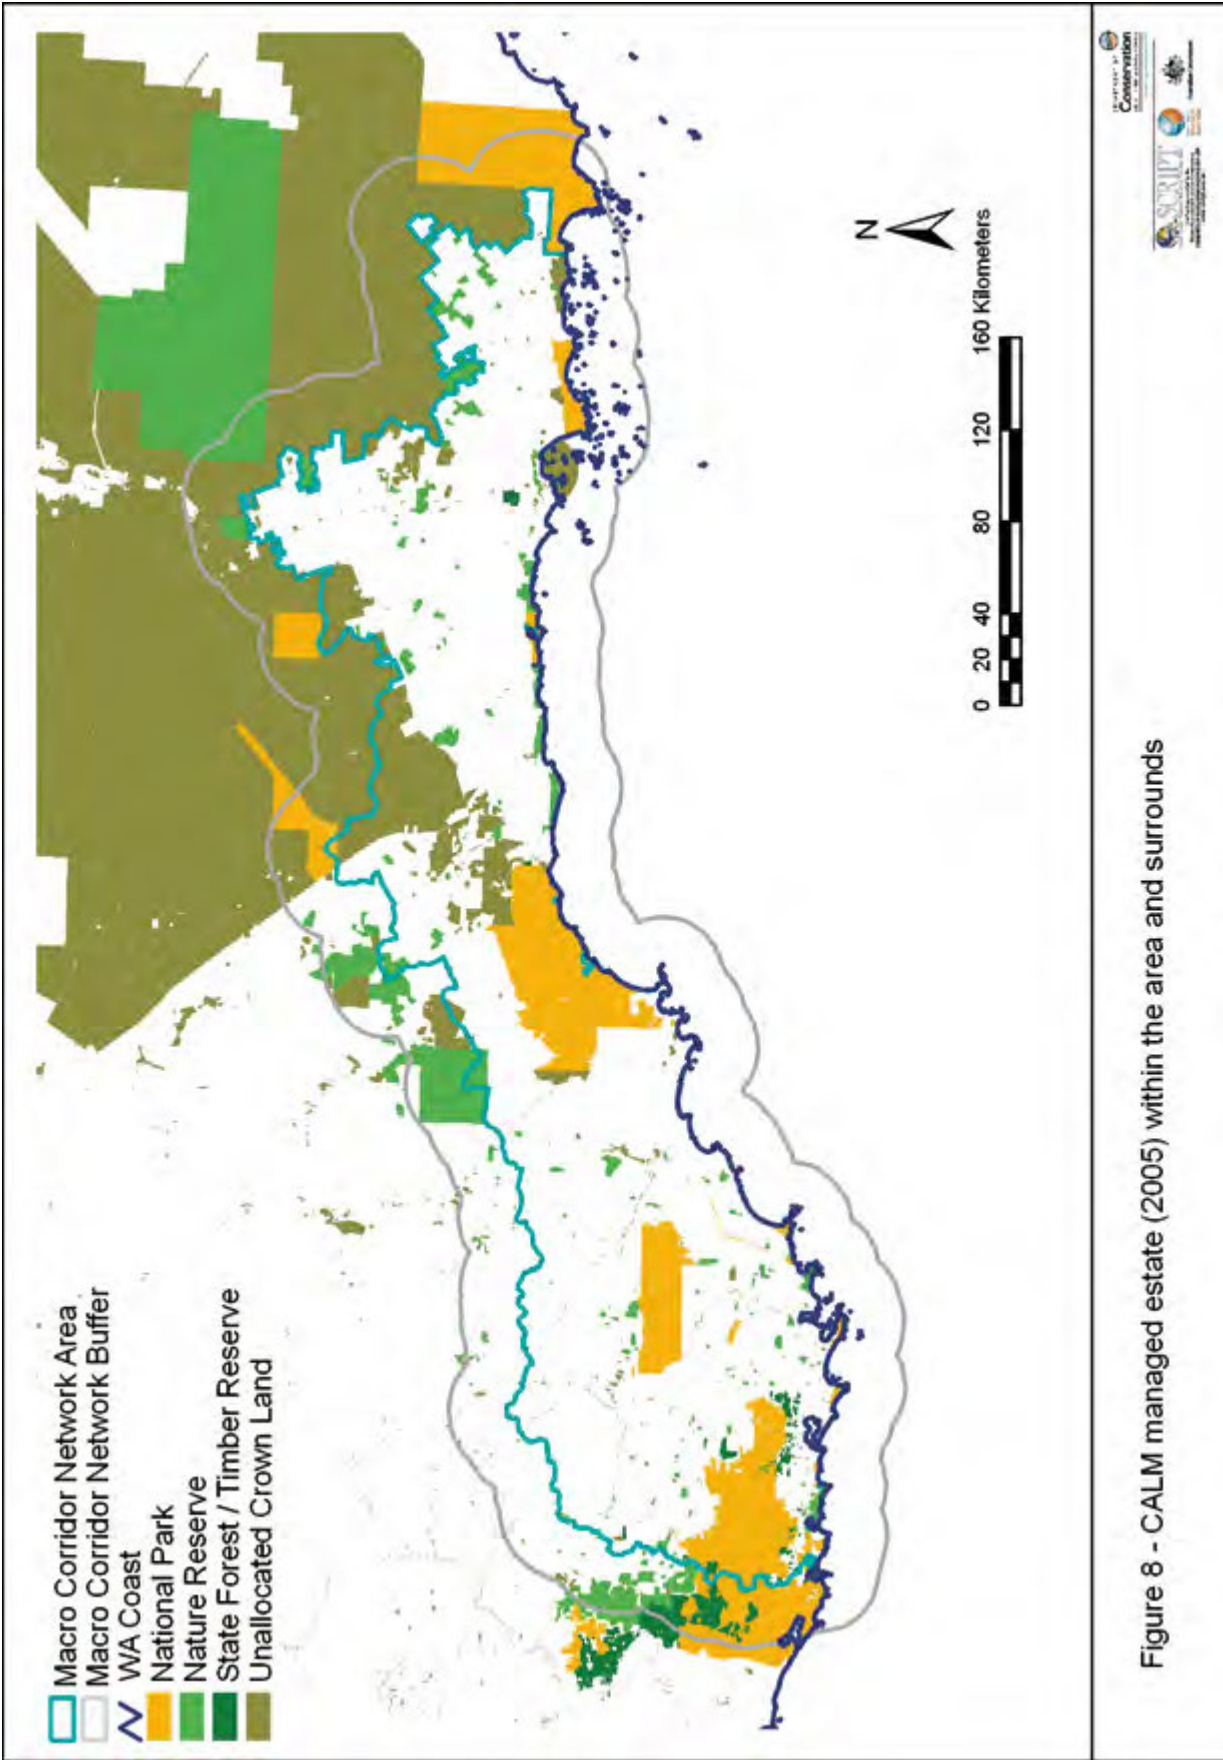 Macro Corridor Network Area
Macro Corridor Network Buffer
WA Coast
National Park
Nature Reserve
State Forest / Timber Reserve
Unallocated Crown Land
N
0 20 40 80 120 160 Kilometers
Figure 8 - CALM managed estate (2005) within the area and surrounds
Conservation
SCRIPT